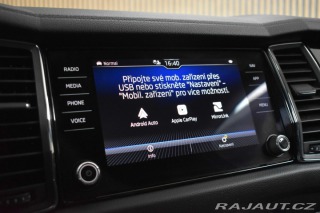 Normal
16:40
RADIO
MEDIA
PHONE
VOICE
Připojte své mob. zařízení přes
USB nebo stiskněte "Nastavení" –
"Mobil. zařízení" pro více možností.
Android Auto
Apple CarPlay
MirrorLink
Info
Nastavení
RAJAUT.CZ